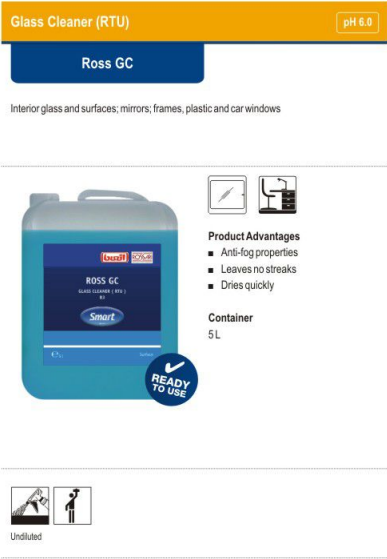 Glass Cleaner (RTU)
pH 6.0
Ross GC
Interior glass and surfaces; mirrors; frames, plastic and car windows
buzil ROSSARI
ROSS GC
GLASS CLEANER ( RTU )
Smart
READY
TO USE
Product Advantages
■ Anti-fog properties
■ Leaves no streaks
■ Dries quickly
Container
5 L
Undiluted